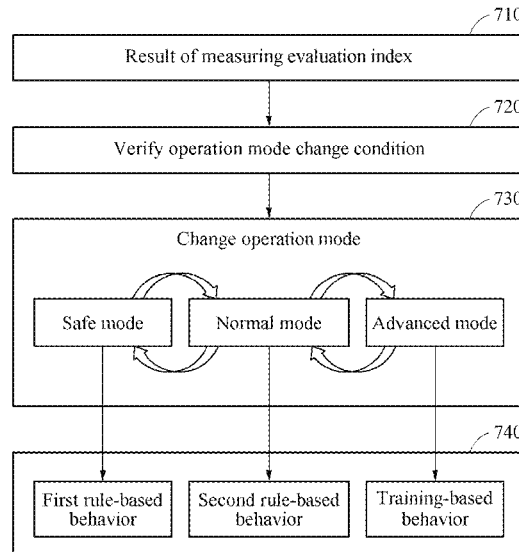 710
Result of measuring evaluation index
720
Verify operation mode change condition
730
Change operation mode
Safe mode
Normal mode
Advanced mode
740
First rule-based
behavior
Second rule-based
behavior
Training-based
behavior